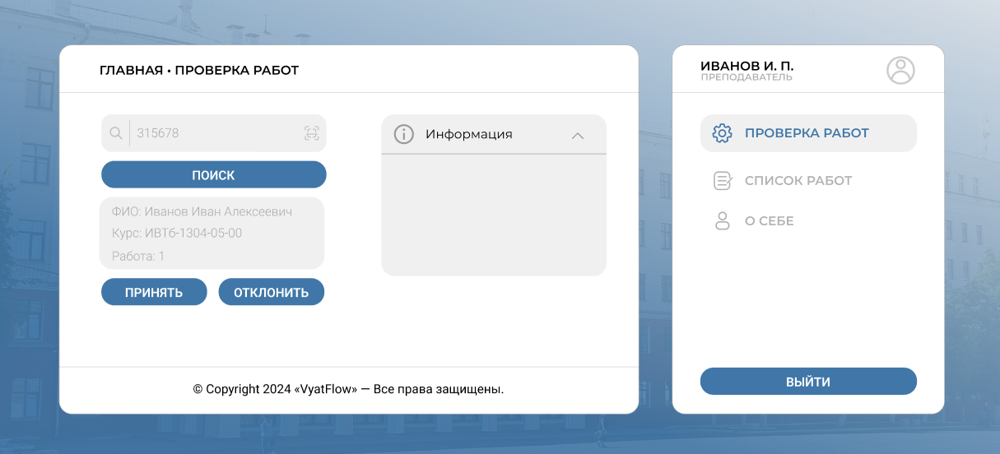 ГЛАВНАЯ • ПРОВЕРКА РАБОТ
315678
ПОИСК
ФИО: Иванов Иван Алексеевич
Курс: ИВТб-1304-05-00
Работа: 1
ПРИНЯТЬ
ОТКЛОНИТЬ
Информация
© Copyright 2024 «VyatFlow» — Все права защищены.
ИВАНОВ И. П.
ПРЕПОДАВАТЕЛЬ
ПРОВЕРКА РАБОТ
СПИСОК РАБОТ
О СЕБЕ
ВЫЙТИ